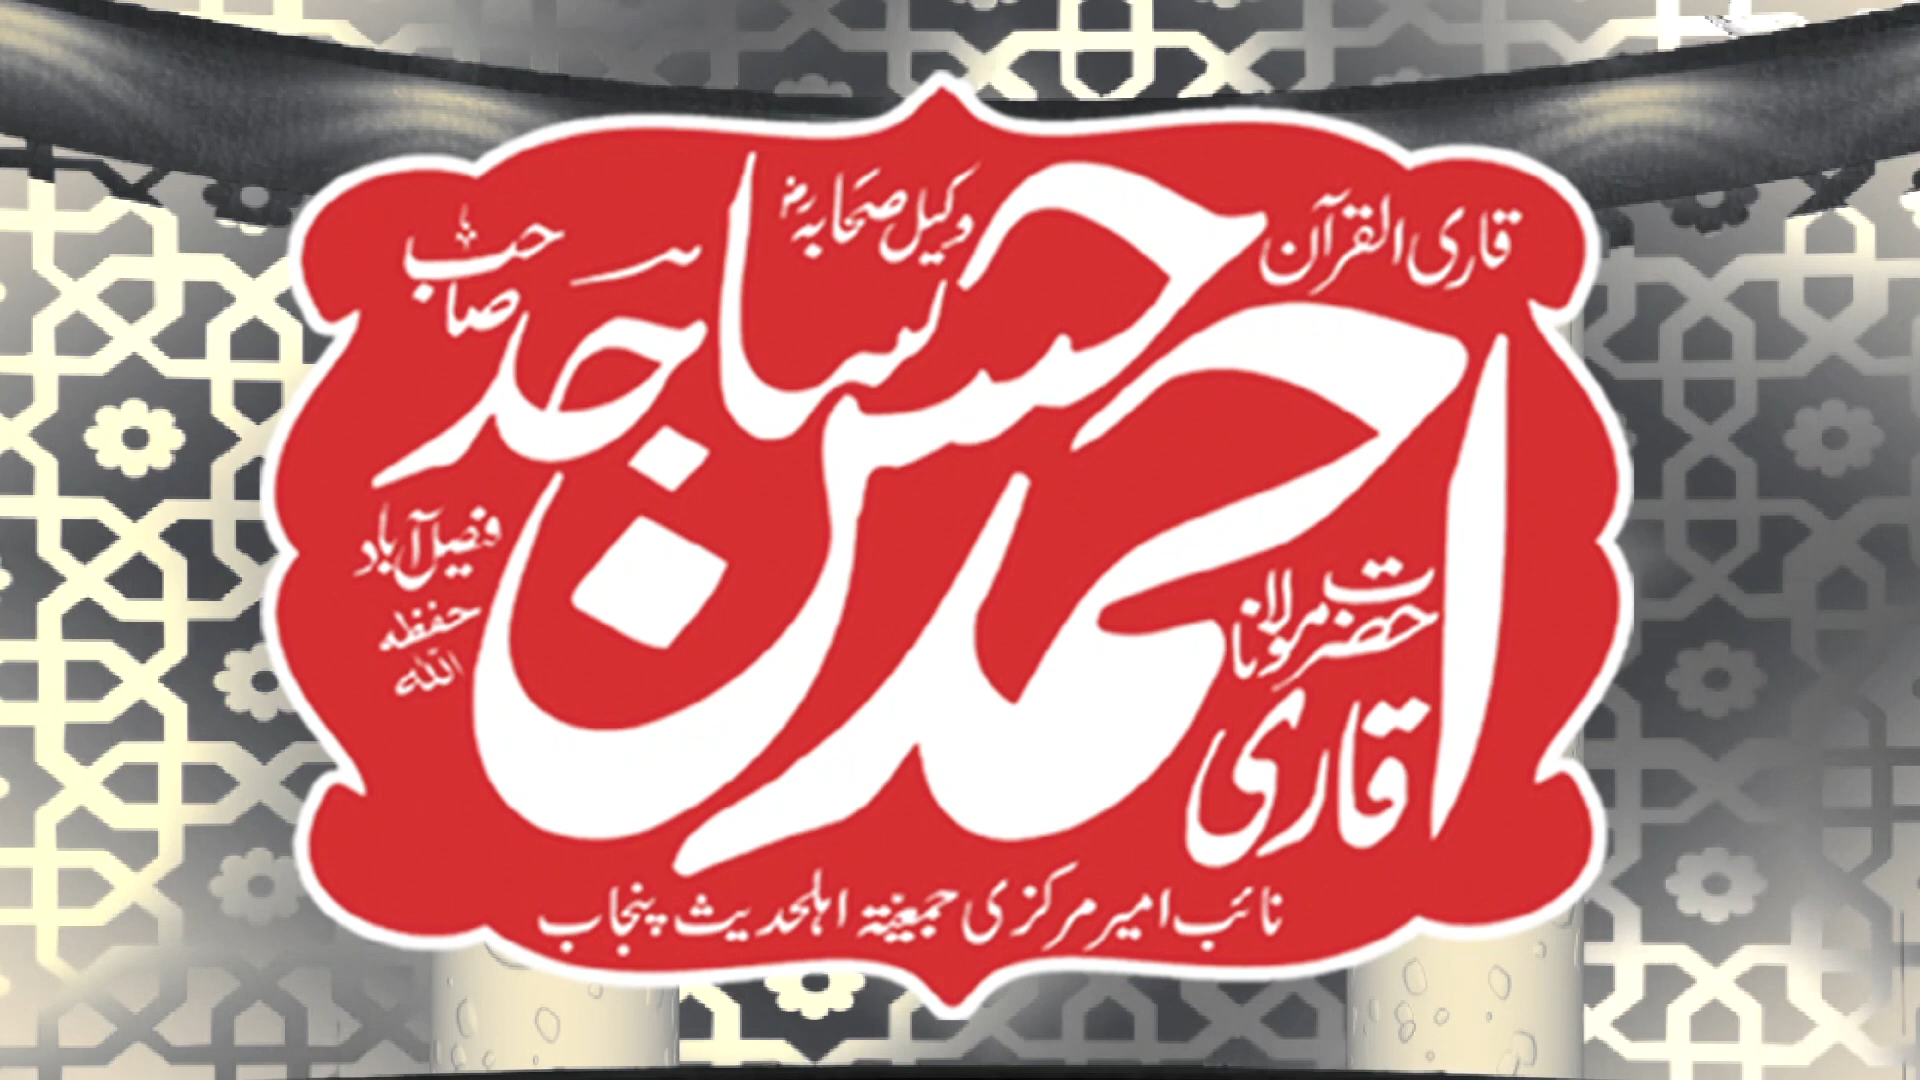 قاری القرآن
وکیل صحابہؓ
حضرت مولانا
قاری
احمد حسن ساجد
صاحب
فیصل آباد
حفظہ اللہ
نائب امیر مرکزی جمعیۃ اہلحدیث پنجاب